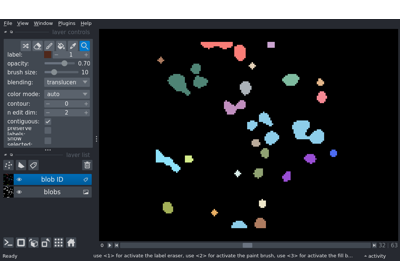 File View Window Plugins Help
layer controls
label: 1
opacity: 0.70
brush size: 10
blending: translucen
color mode: auto
contour: 0
n edit dim: 2
contiguous:
preserve labels:
show selected:
layer list
blob ID
blobs
32 63
Ready use <1> for activate the label eraser, use <2> for activate the paint brush, use <3> for activate the fill b... activity